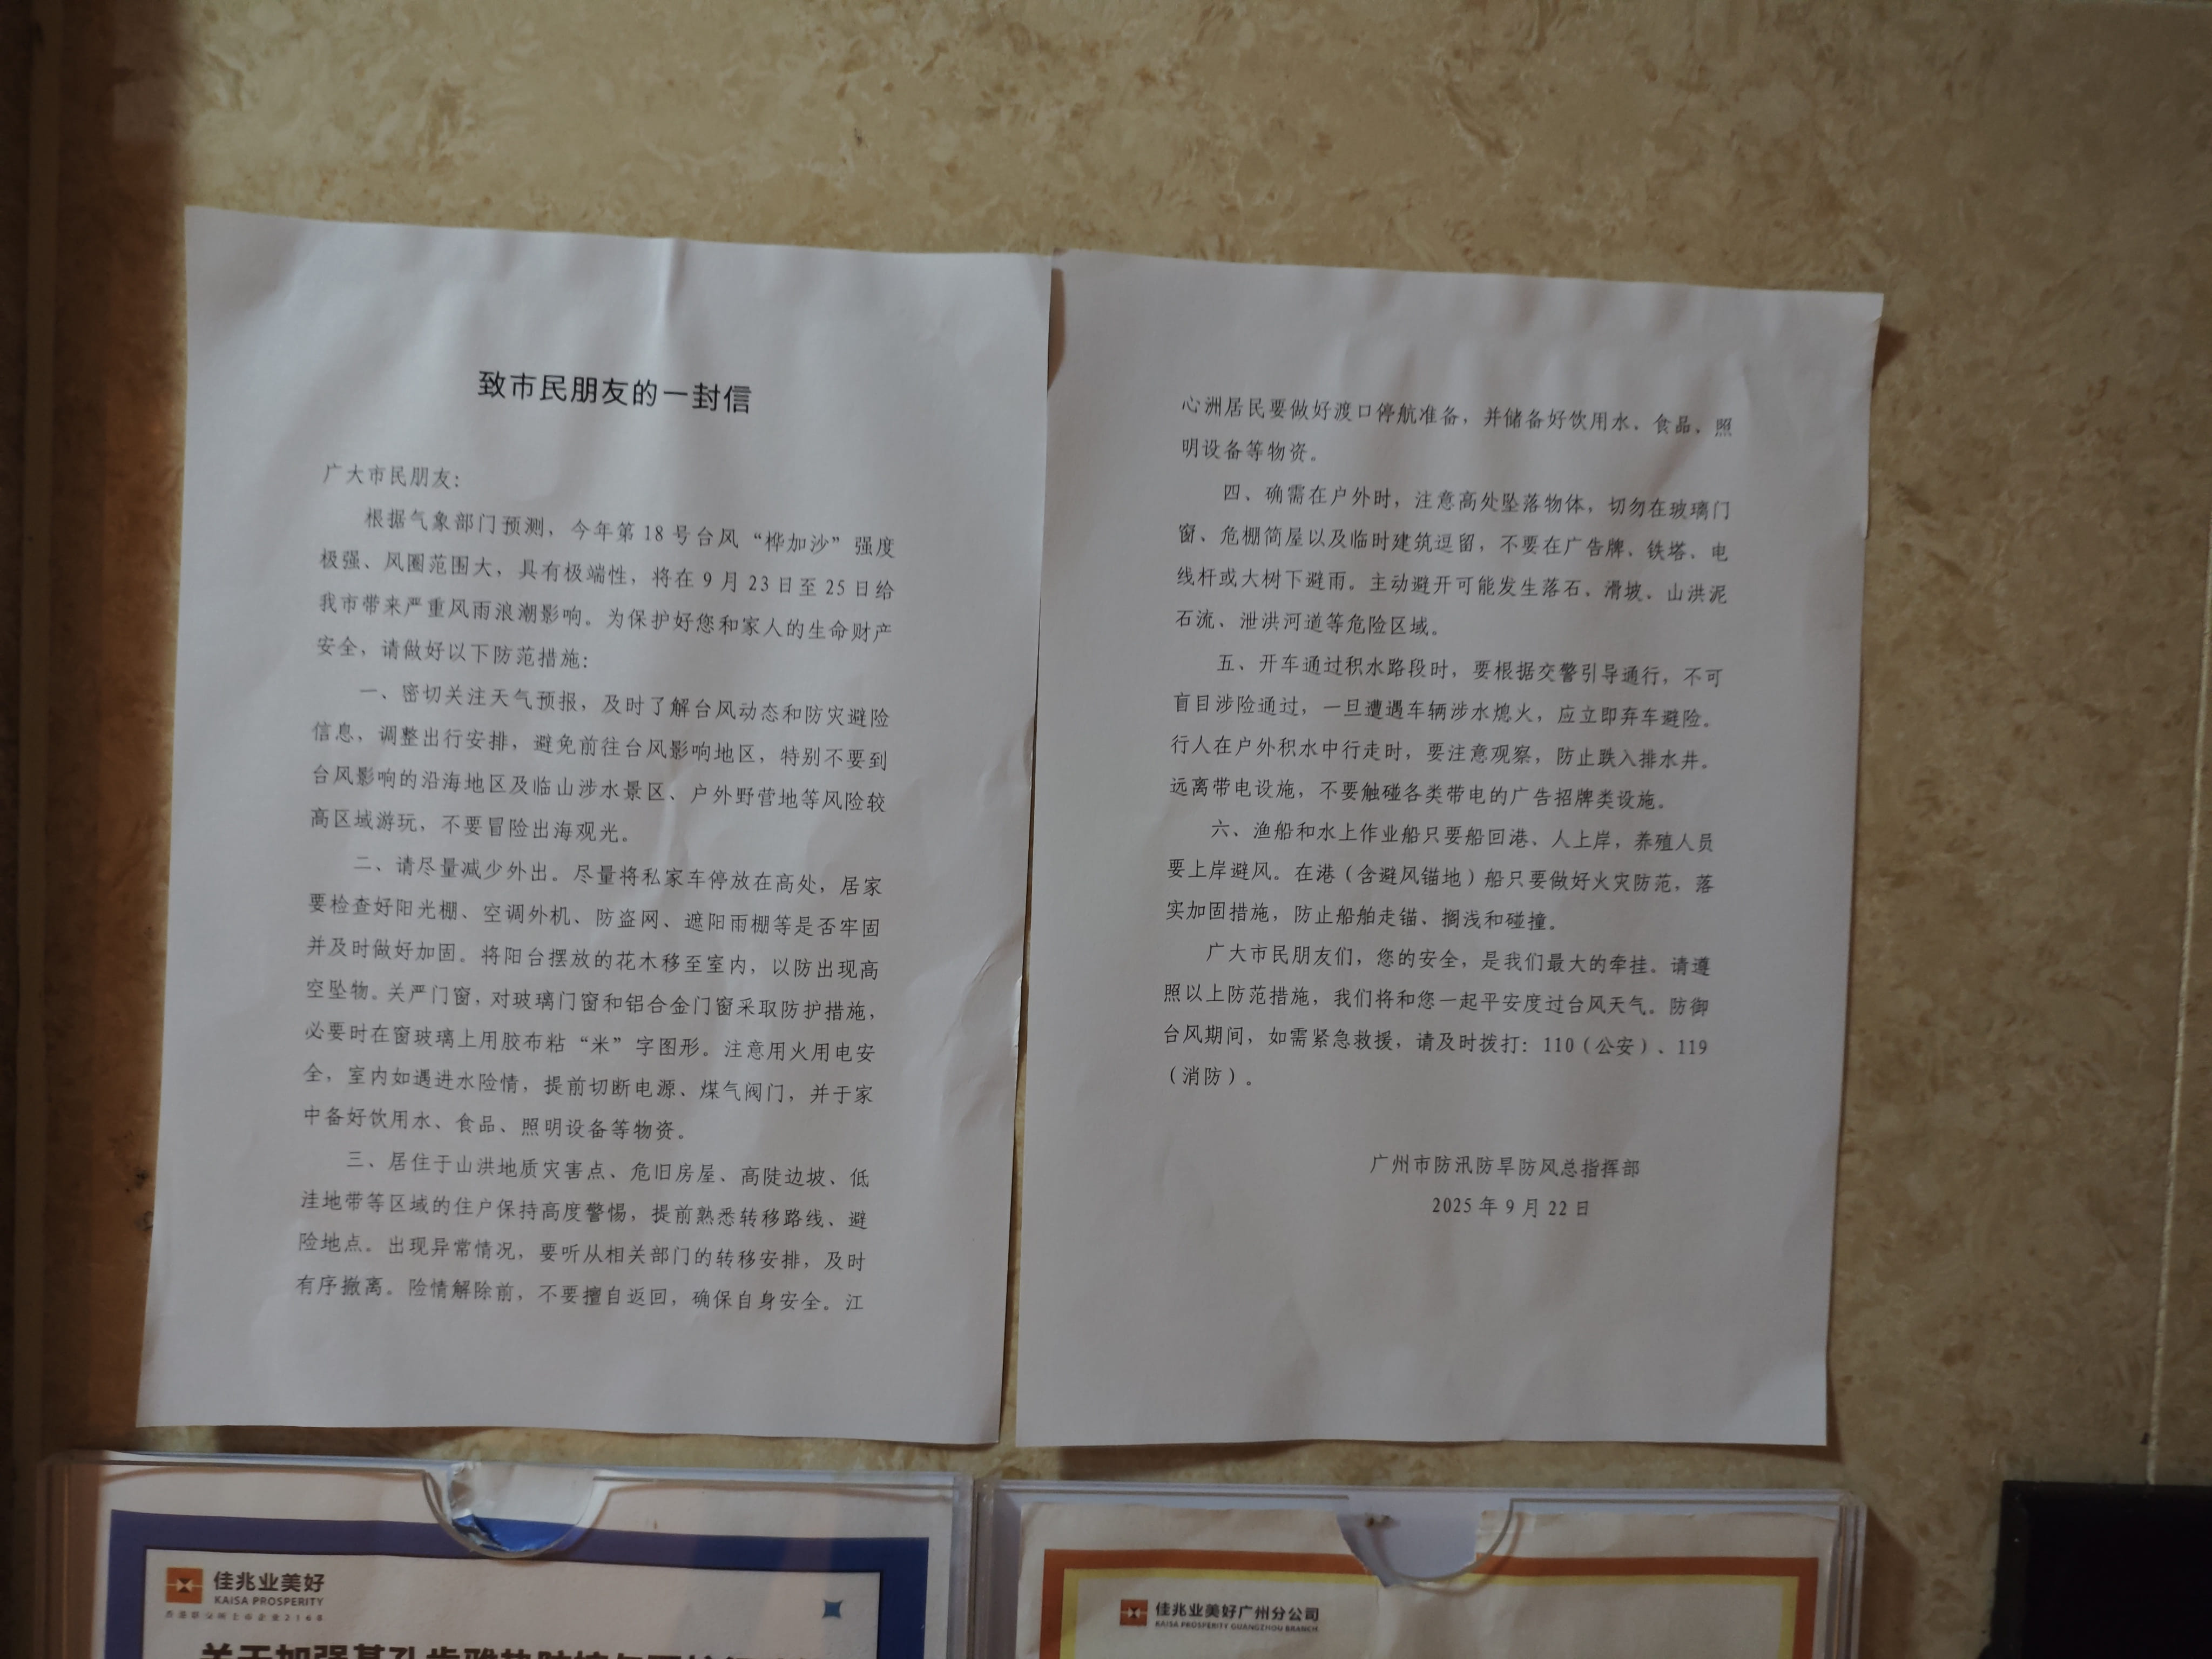 致市民朋友的一封信
广大市民朋友：
根据气象部门预测，今年第 18 号台风“桦加沙”强度
极强、风圈范围大，具有极端性，将在 9 月 23 日至 25 日给
我市带来严重风雨浪潮影响。为保护好您和家人的生命财产
安全，请做好以下防范措施：
一、密切关注天气预报，及时了解台风动态和防灾避险
信息，调整出行安排，避免前往台风影响地区，特别不要到
台风影响的沿海地区及临山涉水景区、户外野营地等风险较
高区域游玩，不要冒险出海观光。
二、请尽量减少外出。尽量将私家车停放在高处，居家
要检查好阳光棚、空调外机、防盗网、遮阳雨棚等是否牢固
并及时做好加固。将阳台摆放的花木移至室内，以防出现高
空坠物。关严门窗，对玻璃门窗和铝合金门窗采取防护措施，
必要时在窗玻璃上用胶布粘“米”字图形。注意用火用电安
全，室内如遇进水险情，提前切断电源、煤气阀门，并于家
中备好饮用水、食品、照明设备等物资。
三、居住于山洪地质灾害点、危旧房屋、高陡边坡、低
洼地带等区域的住户保持高度警惕，提前熟悉转移路线、避
险地点。出现异常情况，要听从相关部门的转移安排，及时
有序撤离。险情解除前，不要擅自返回，确保自身安全。江
心洲居民要做好渡口停航准备，并储备好饮用水、食品、照
明设备等物资。
四、确需在户外时，注意高处坠落物体，切勿在玻璃门
窗、危棚简屋以及临时建筑逗留，不要在广告牌、铁塔、电
线杆或大树下避雨。主动避开可能发生落石、滑坡、山洪泥
石流、泄洪河道等危险区域。
五、开车通过积水路段时，要根据交警引导通行，不可
盲目涉险通过，一旦遭遇车辆涉水熄火，应立即弃车避险。
行人在户外积水中行走时，要注意观察，防止跌入排水井。
远离带电设施，不要触碰各类带电的广告招牌类设施。
六、渔船和水上作业船只要船回港、人上岸，养殖人员
要上岸避风。在港（含避风锚地）船只要做好火灾防范，落
实加固措施，防止船舶走锚、搁浅和碰撞。
广大市民朋友们，您的安全，是我们最大的牵挂。请遵
照以上防范措施，我们将和您一起平安度过台风天气。防御
台风期间，如需紧急救援，请及时拨打：110（公安）、119
（消防）。
广州市防汛防旱防风总指挥部
2025 年 9 月 22 日
佳兆业美好
KAISA PROSPERITY
香港联交所上市企业2168
关于加强基孔肯雅热防
佳兆业美好广州分公司
KAISA PROSPERITY GUANGZHOU BRANCH